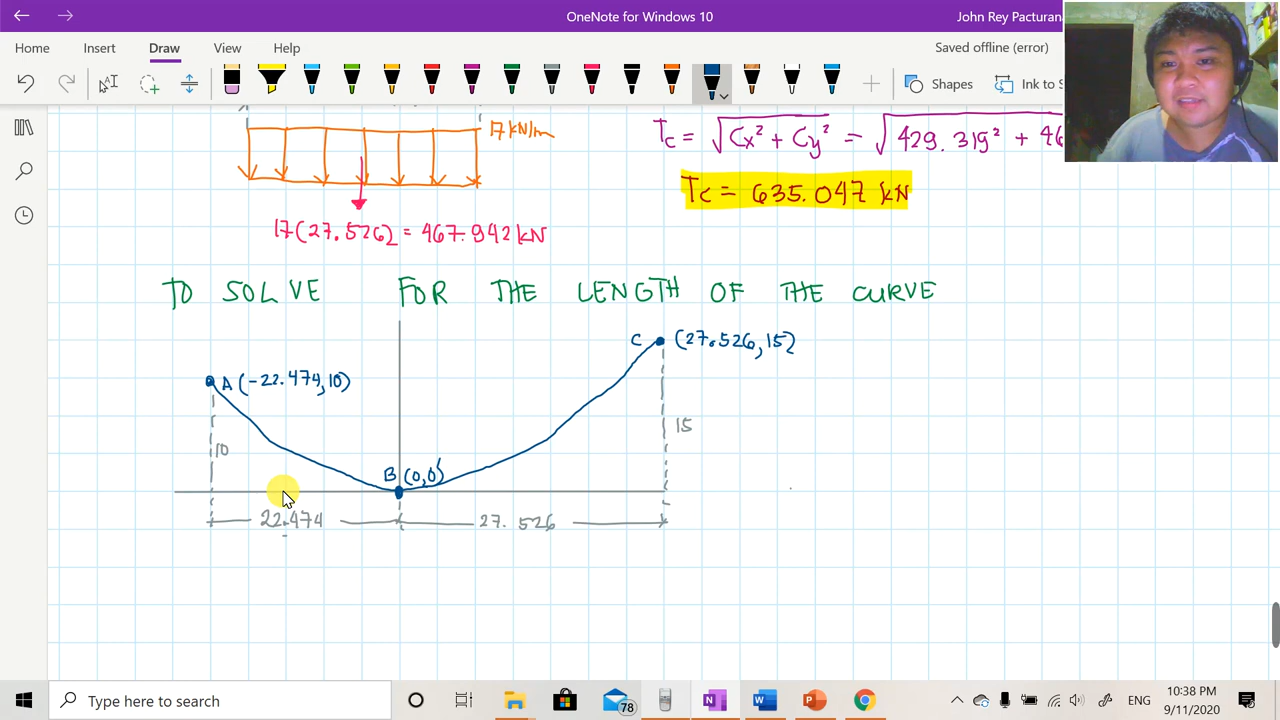 OneNote for Windows 10
John Rey Pacturan
Home Insert Draw View Help
Saved offline (error)
Shapes
Ink to S
17 kN/m
Tc = √Cx² + Cy² = √429.319² + 46
Tc = 635.047 kN
17(27.526) = 467.942 kN
TO SOLVE FOR THE LENGTH OF THE CURVE
C (27.526,15)
A (-22.474,10)
15
10
B (0,0)
22.474
27.526
Type here to search
78
ENG
10:38 PM
9/11/2020